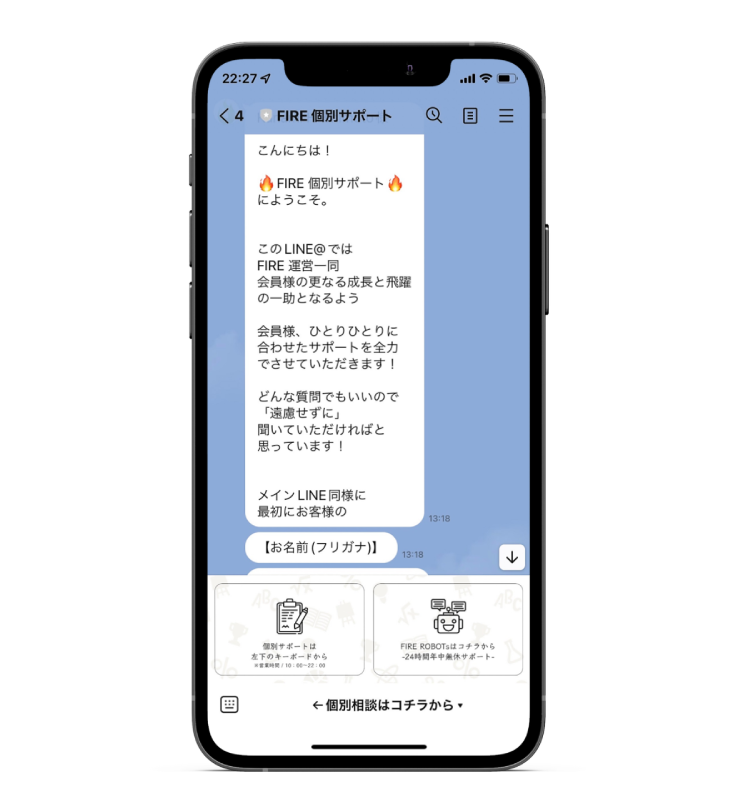 22:27
4 FIRE 個別サポート
こんにちは！
🔥FIRE 個別サポート🔥
にようこそ。
このLINE@では
FIRE 運営一同
会員様の更なる成長と飛躍
の一助となるよう
会員様、ひとりひとりに
合わせたサポートを全力
でさせていただきます！
どんな質問でもいいので
「遠慮せずに」
聞いていただければと
思っています！
メインLINE同様に
最初にお客様の
13:18
【お名前(フリガナ)】
13:18
個別サポートは
左下のキーボードから
※営業時間 / 10：00〜22：00
FIRE ROBOTsはコチラから
-24時間年中無休サポート-
←個別相談はコチラから ▾